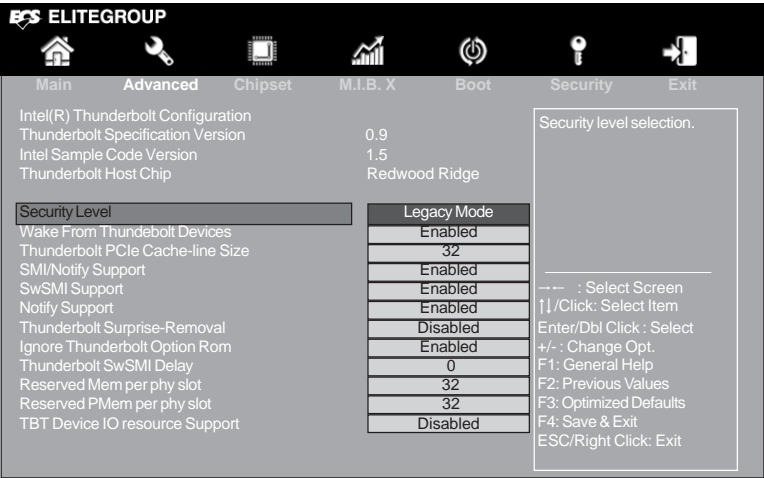 ECS ELITEGROUP
Main Advanced Chipset M.I.B. X Boot Security Exit
Intel(R) Thunderbolt Configuration
Thunderbolt Specification Version 0.9
Intel Sample Code Version 1.5
Thunderbolt Host Chip Redwood Ridge
Security Level Legacy Mode
Wake From Thundebolt Devices Enabled
Thunderbolt PCIe Cache-line Size 32
SMI/Notify Support Enabled
SwSMI Support Enabled
Notify Support Enabled
Thunderbolt Surprise-Removal Disabled
Ignore Thunderbolt Option Rom Enabled
Thunderbolt SwSMI Delay 0
Reserved Mem per phy slot 32
Reserved PMem per phy slot 32
TBT Device IO resource Support Disabled
Security level selection.
→← : Select Screen
↑↓/Click: Select Item
Enter/Dbl Click : Select
+/- : Change Opt.
F1: General Help
F2: Previous Values
F3: Optimized Defaults
F4: Save & Exit
ESC/Right Click: Exit